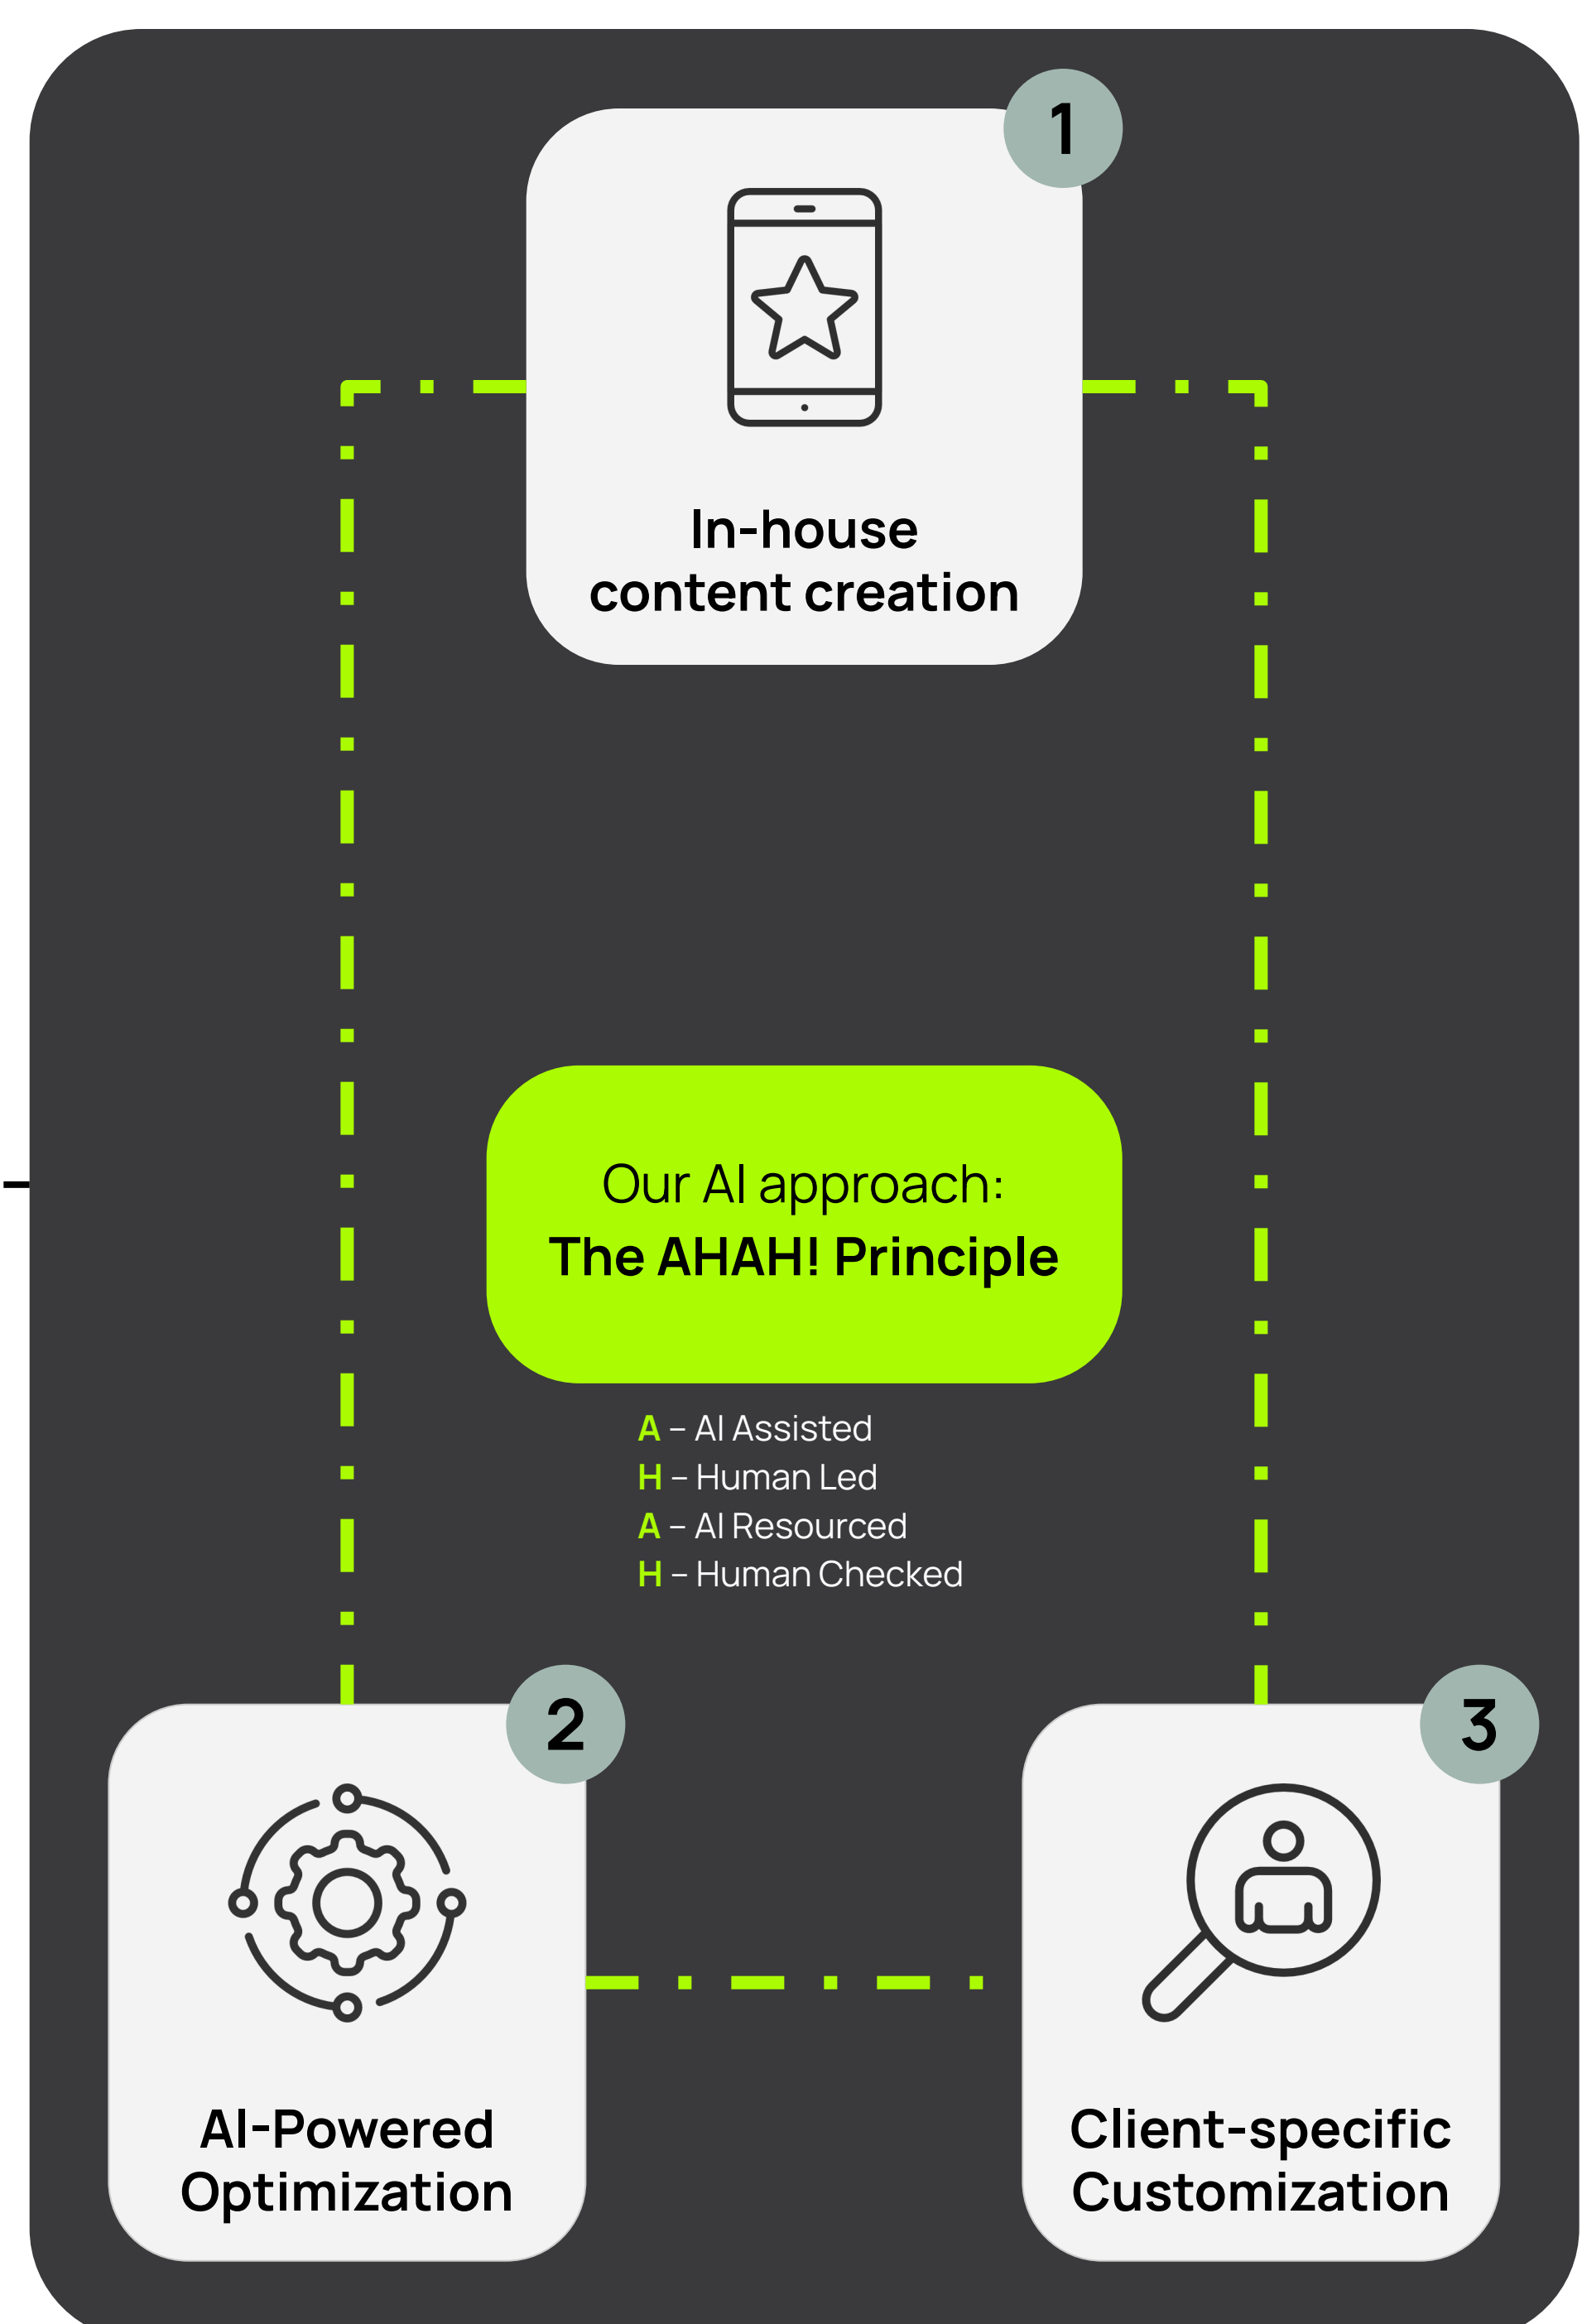 1
In-house
content creation
Our AI approach:
The AHAH! Principle
A – AI Assisted
H – Human Led
A – AI Resourced
H – Human Checked
2
AI-Powered
Optimization
3
Client-specific
Customization